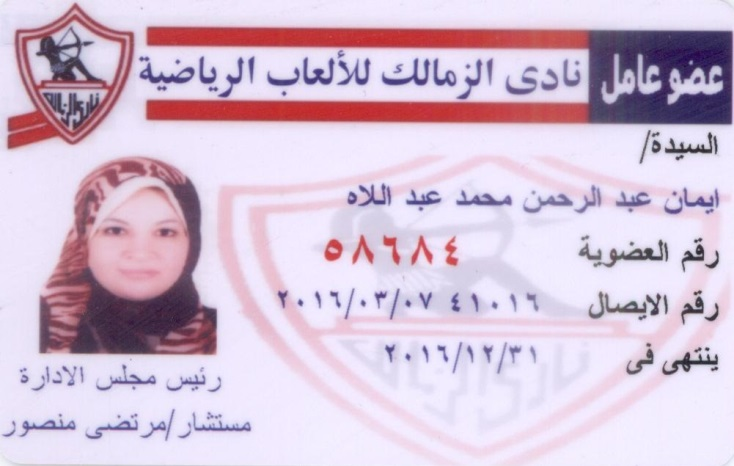 عضو عامل نادى الزمالك للألعاب الرياضية
السيدة/
ايمان عبد الرحمن محمد عبد اللاه
رقم العضوية ٥٨٦٨٤
رقم الايصال ٤١٠١٦ ٢٠١٦/٠٣/٠٧
ينتهى فى ٢٠١٦/١٢/٣١
رئيس مجلس الادارة
مستشار/مرتضى منصور